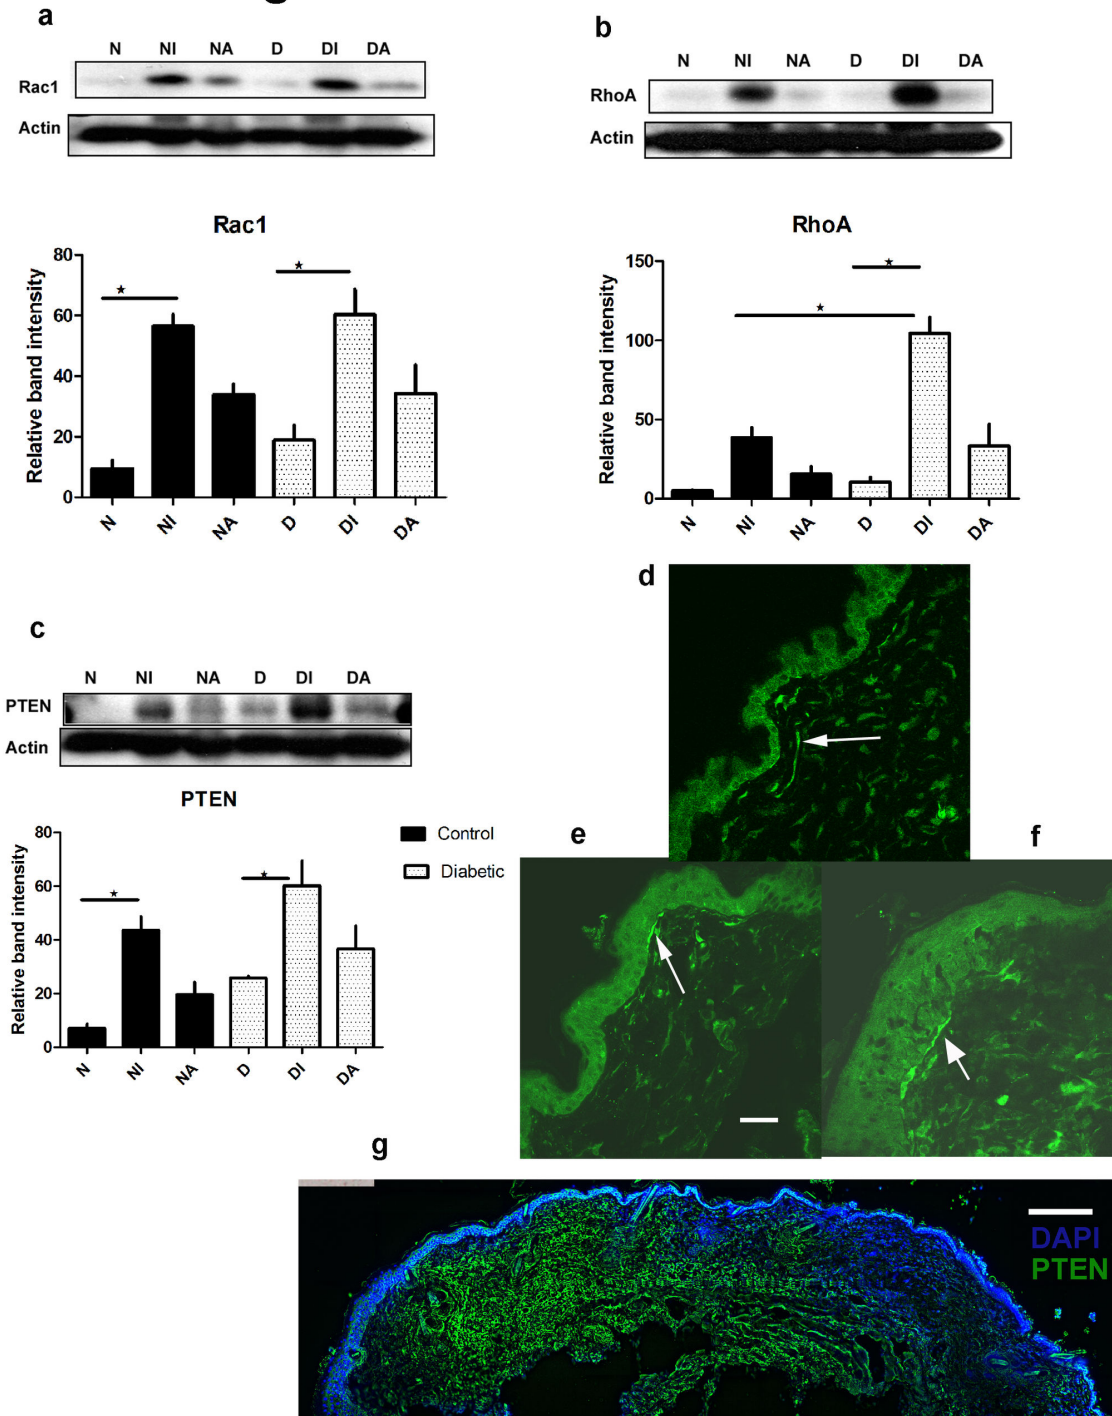 a
N NI NA D DI DA
Rac1
Actin
b
N NI NA D DI DA
RhoA
Actin
Rac1
Relative band intensity
80
60
40
20
0
N NI NA D DI DA
RhoA
Relative band intensity
150
100
50
0
N NI NA D DI DA
c
N NI NA D DI DA
PTEN
Actin
PTEN
Relative band intensity
80
60
40
20
0
N NI NA D DI DA
Control
Diabetic
d
e
f
g
DAPI
PTEN